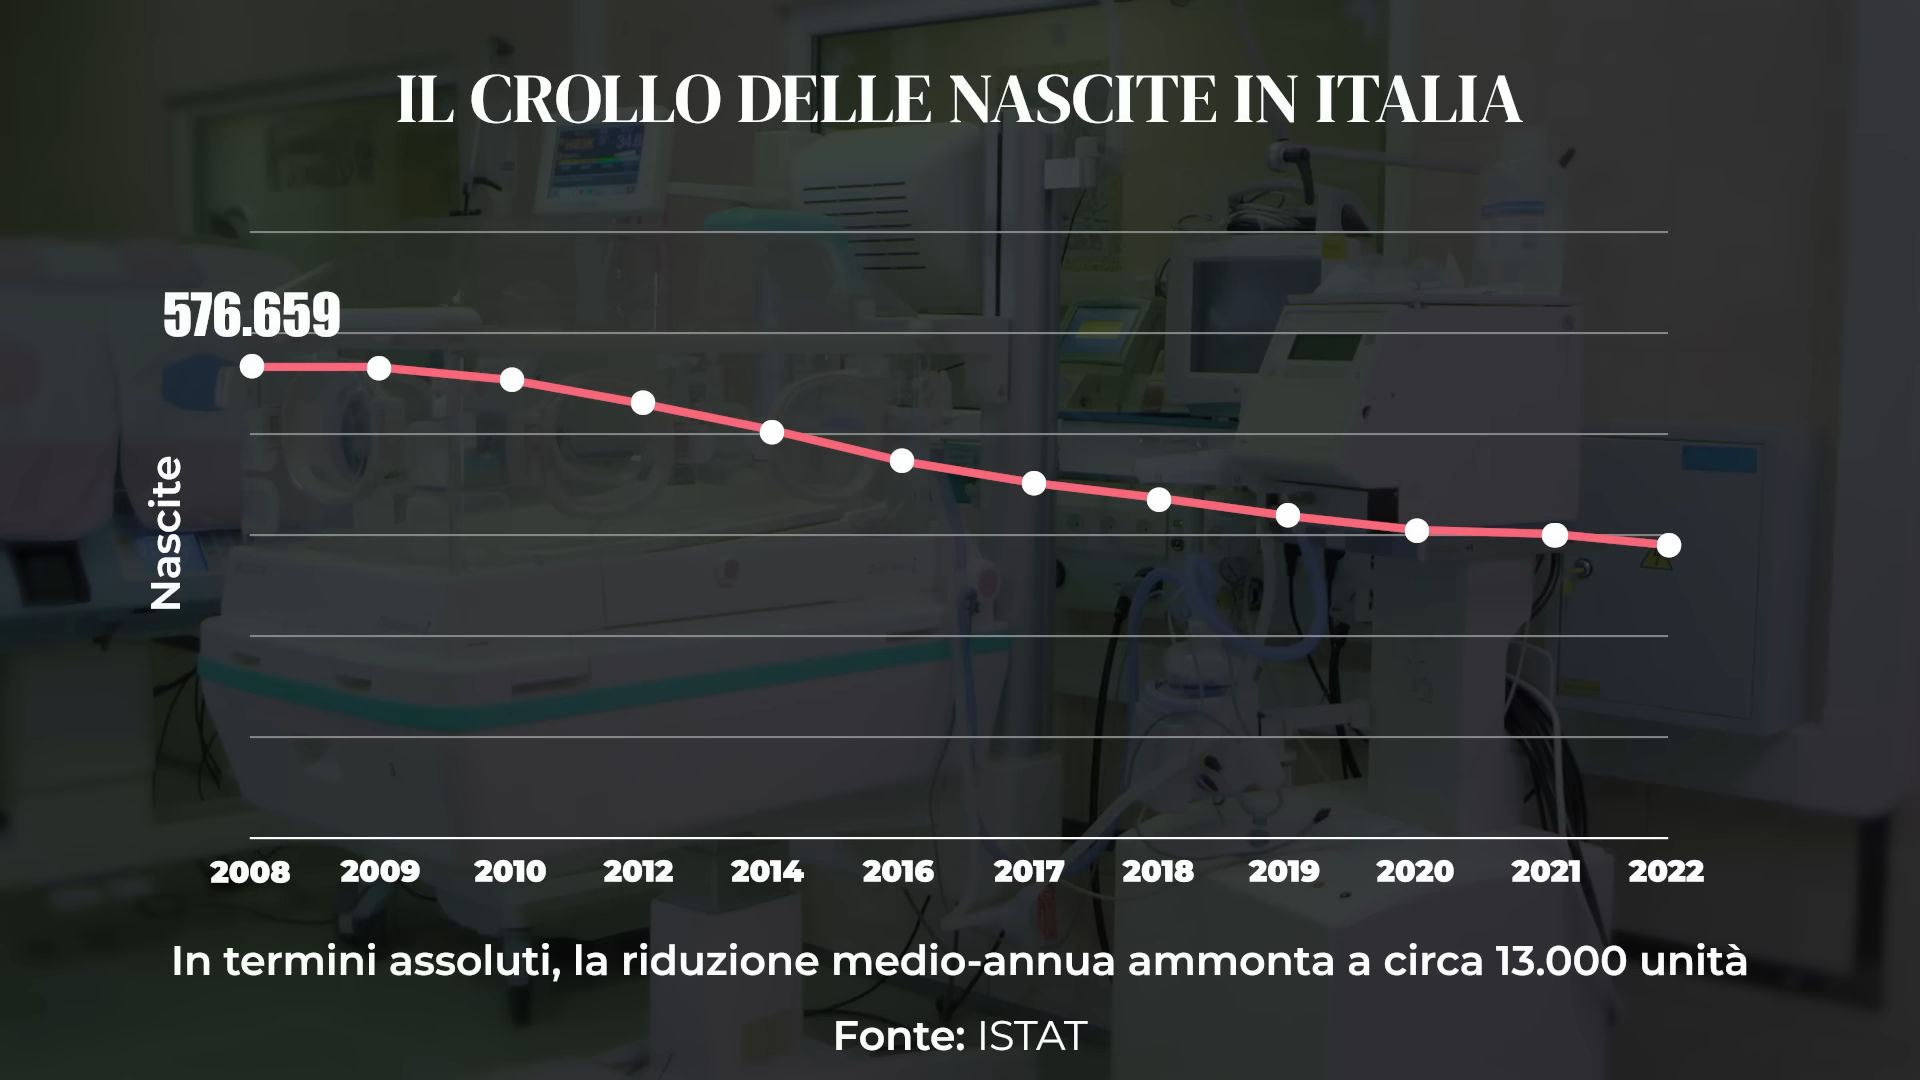 IL CROLLO DELLE NASCITE IN ITALIA
576.659
Nascite
2008 2009 2010 2012 2014 2016 2017 2018 2019 2020 2021 2022
In termini assoluti, la riduzione medio-annua ammonta a circa 13.000 unità
Fonte: ISTAT